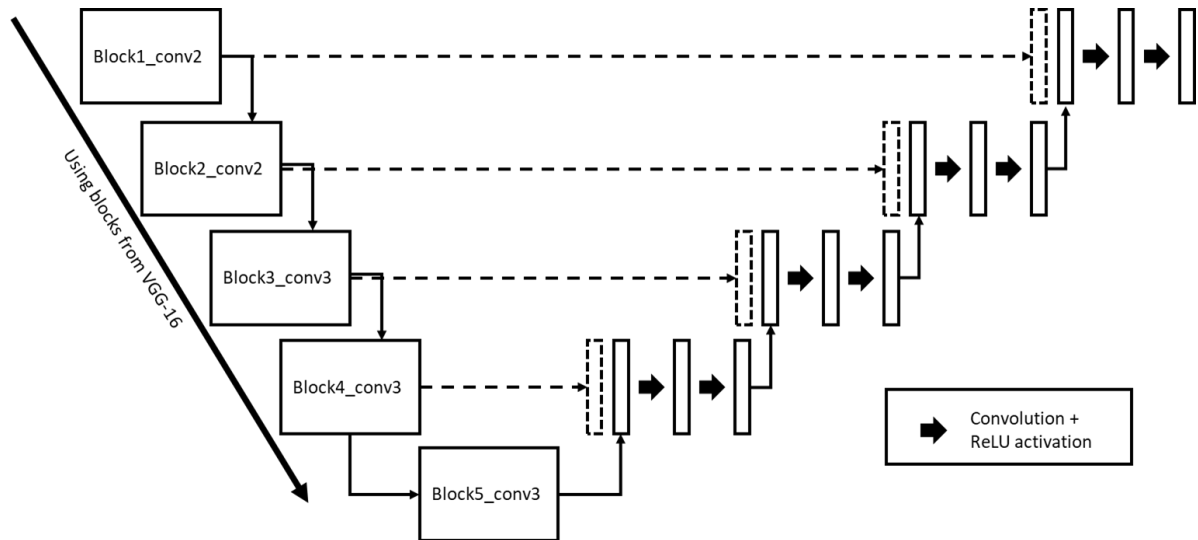 Block1_conv2
Block2_conv2
Using blocks from VGG-16
Block3_conv3
Block4_conv3
Convolution +
ReLU activation
Block5_conv3